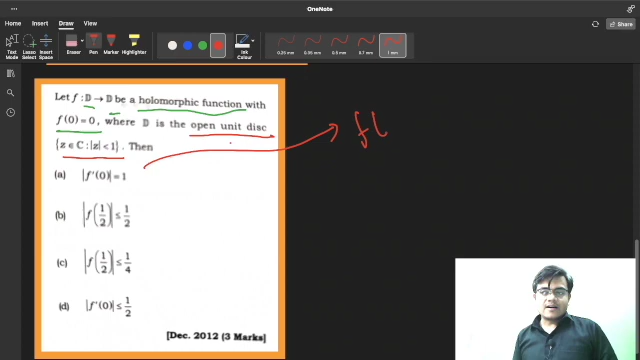 OneNote
Home Insert Draw View
Text Mode
Lasso Select
Insert Space
Eraser
Pen
Marker
Highlighter
Ink Colour
0.25 mm
0.35 mm
0.5 mm
0.7 mm
1 mm
Let f : 𝔻 → 𝔻 be a holomorphic function with
f(0) = 0, where 𝔻 is the open unit disc
{z ∈ C : |z| < 1}. Then
(a) |f'(0)| = 1
(b) |f(1/2)| ≤ 1/2
(c) |f(1/2)| ≤ 1/4
(d) |f'(0)| ≤ 1/2
[Dec. 2012 (3 Marks]
f(